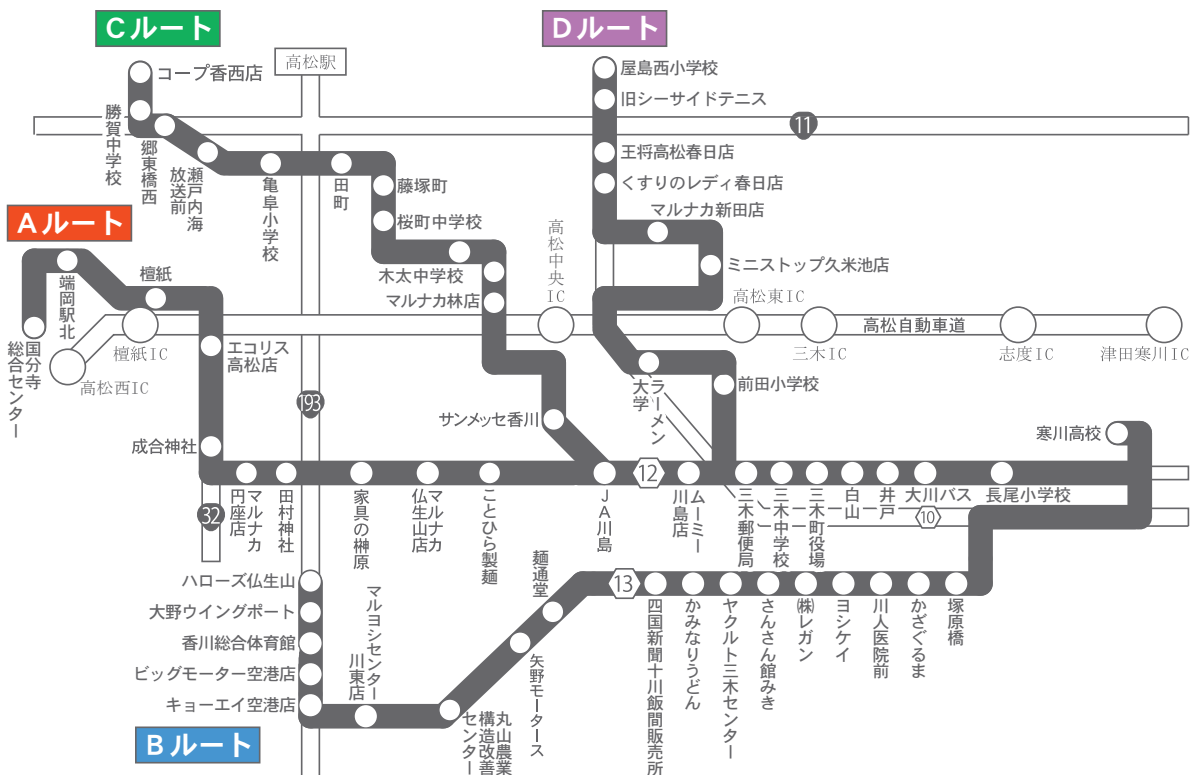 Cルート
コープ香西店
勝賀中学校
郷東橋西
瀬戸内海
放送前
亀阜小学校
田町
藤塚町
桜町中学校
木太中学校
マルナカ林店
サンメッセ香川
高松駅
Dルート
屋島西小学校
旧シーサイドテニス
11
王将高松春日店
くすりのレディ春日店
マルナカ新田店
ミニストップ久米池店
ラーメン
大学
前田小学校
Aルート
国分寺
総合センター
端岡駅北
檀紙
エコリス
高松店
成合神社
高松西IC
檀紙IC
高松中央
IC
高松東IC
三木IC
高松自動車道
志度IC
津田寒川IC
193
32
マルナカ
円座店
田村神社
家具の榊原
マルナカ
仏生山店
ことひら製麺
JA川島
12
ムーミー
川島店
三木郵便局
三木中学校
三木町役場
白山
井戸
大川バス
長尾小学校
寒川高校
10
Bルート
ハローズ仏生山
大野ウイングポート
香川総合体育館
ビッグモーター空港店
キョーエイ空港店
マルヨシセンター
川東店
丸山農業
構造改善
センター
矢野モータース
麺通堂
13
四国新聞十川飯間販売所
かみなりうどん
ヤクルト三木センター
さんさん館みき
㈱レガン
ヨシケイ
川人医院前
かざぐるま
塚原橋